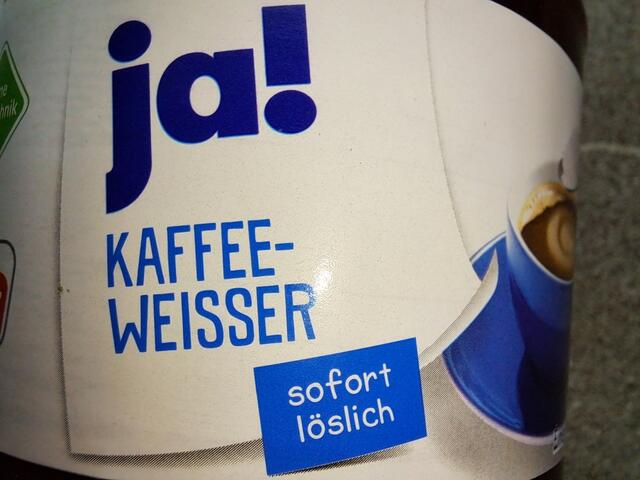 ja!
KAFFEE-
WEISSER
sofort
löslich